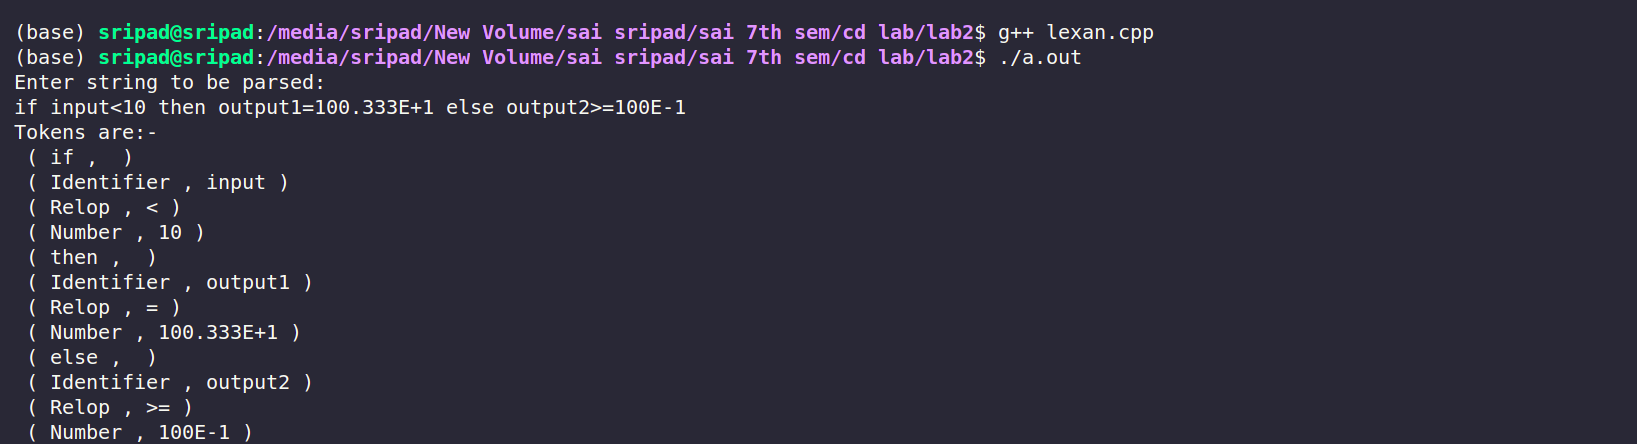 (base) sripad@sripad:/media/sripad/New Volume/sai sripad/sai 7th sem/cd lab/lab2$ g++ lexan.cpp
(base) sripad@sripad:/media/sripad/New Volume/sai sripad/sai 7th sem/cd lab/lab2$ ./a.out
Enter string to be parsed:
if input<10 then output1=100.333E+1 else output2>=100E-1
Tokens are:-
 ( if ,  )
 ( Identifier , input )
 ( Relop , < )
 ( Number , 10 )
 ( then ,  )
 ( Identifier , output1 )
 ( Relop , = )
 ( Number , 100.333E+1 )
 ( else ,  )
 ( Identifier , output2 )
 ( Relop , >= )
 ( Number , 100E-1 )